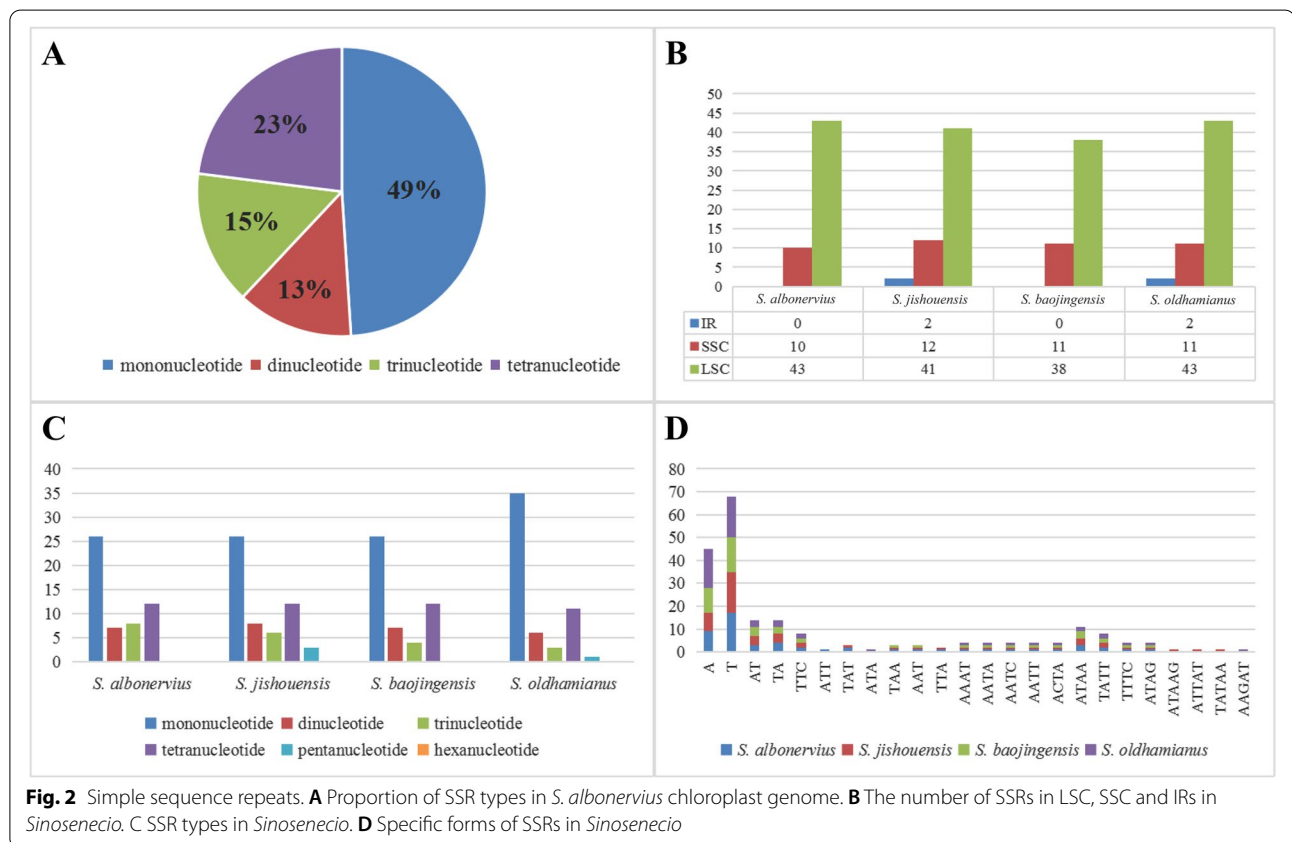 A
23%
49%
15%
13%
mononucleotide dinucleotide trinucleotide tetranucleotide
B
50
45
40
35
30
25
20
15
10
5
0
S. albonervius S. jishouensis S. baojingensis S. oldhamianus
IR 0 2 0 2
SSC 10 12 11 11
LSC 43 41 38 43
C
40
35
30
25
20
15
10
5
0
S. albonervius S. jishouensis S. baojingensis S. oldhamianus
mononucleotide dinucleotide trinucleotide
tetranucleotide pentanucleotide hexanucleotide
D
80
70
60
50
40
30
20
10
0
A T AT TA TTC ATT TAT ATA TAA AAT TTA AAAT AATA AATC AATT ACTA ATAA TATT TTTC ATAG ATAAG ATTAT TATAA AAGAT
S. albonervius S. jishouensis S. baojingensis S. oldhamianus
Fig. 2 Simple sequence repeats. A Proportion of SSR types in S. albonervius chloroplast genome. B The number of SSRs in LSC, SSC and IRs in
Sinosenecio. C SSR types in Sinosenecio. D Specific forms of SSRs in Sinosenecio